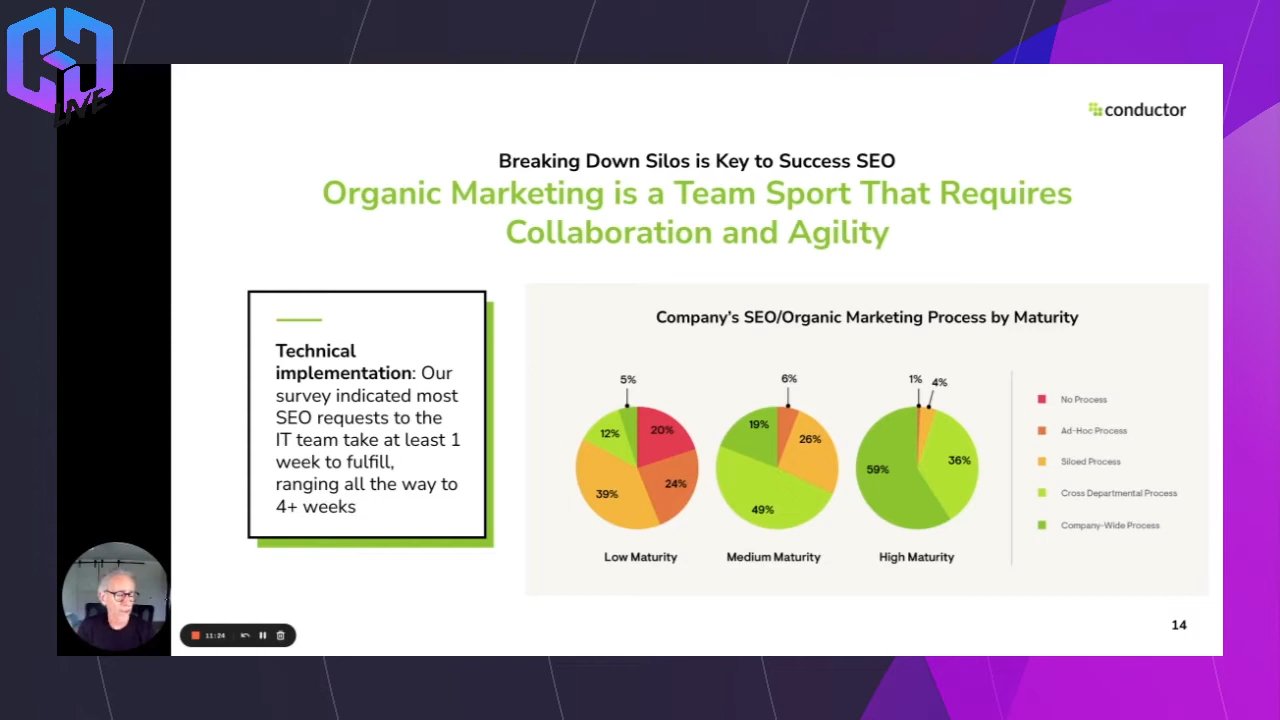 LIVE
conductor
Breaking Down Silos is Key to Success SEO
Organic Marketing is a Team Sport That Requires
Collaboration and Agility
Technical
implementation: Our
survey indicated most
SEO requests to the
IT team take at least 1
week to fulfill,
ranging all the way to
4+ weeks
Company's SEO/Organic Marketing Process by Maturity
5%
20%
12%
24%
39%
Low Maturity
6%
19%
26%
49%
Medium Maturity
1%
4%
36%
59%
High Maturity
No Process
Ad-Hoc Process
Siloed Process
Cross Departmental Process
Company-Wide Process
14
11:24